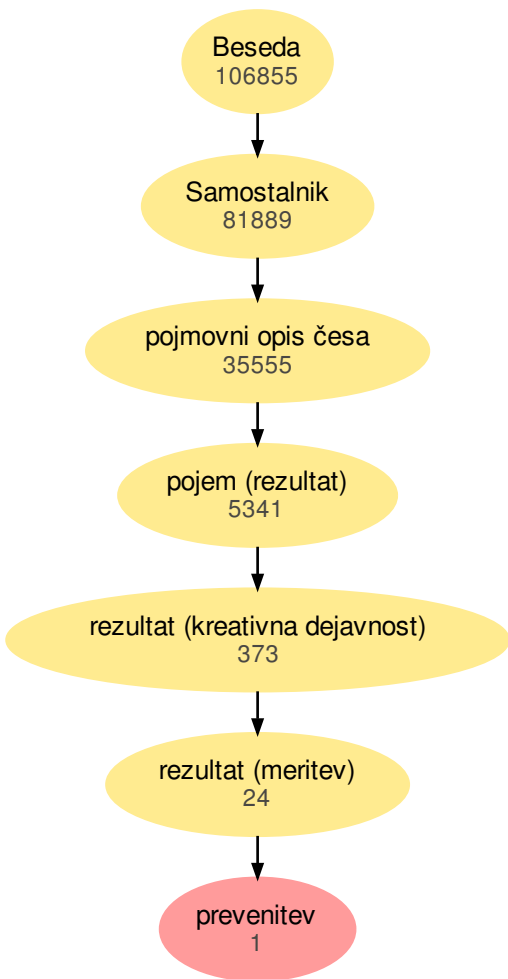 Beseda
106855
Samostalnik
81889
pojmovni opis česa
35555
pojem (rezultat)
5341
rezultat (kreativna dejavnost)
373
rezultat (meritev)
24
prevenitev
1